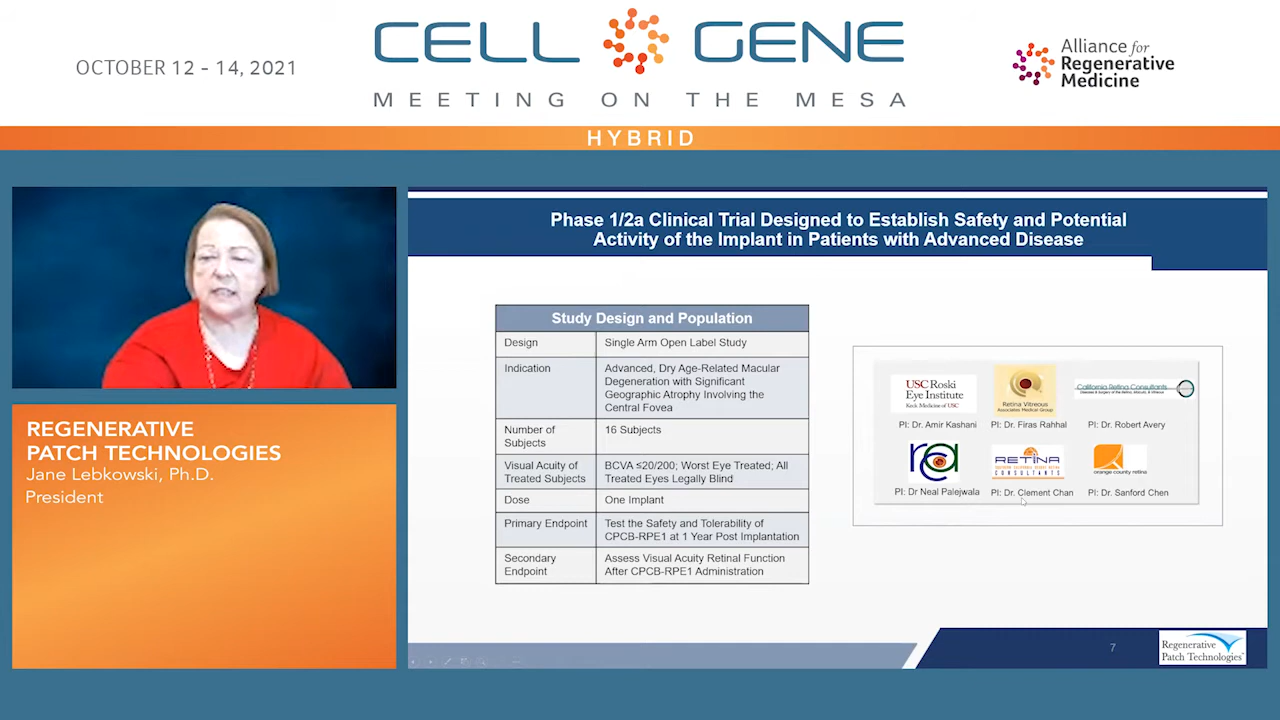 OCTOBER 12 - 14, 2021
CELL GENE
MEETING ON THE MESA
Alliance for
Regenerative
Medicine
HYBRID
REGENERATIVE
PATCH TECHNOLOGIES
Jane Lebkowski, Ph.D.
President
Phase 1/2a Clinical Trial Designed to Establish Safety and Potential
Activity of the Implant in Patients with Advanced Disease
Study Design and Population
Design
Single Arm Open Label Study
Indication
Advanced, Dry Age-Related Macular
Degeneration with Significant
Geographic Atrophy Involving the
Central Fovea
Number of
Subjects
16 Subjects
Visual Acuity of
Treated Subjects
BCVA ≤20/200; Worst Eye Treated; All
Treated Eyes Legally Blind
Dose
One Implant
Primary Endpoint
Test the Safety and Tolerability of
CPCB-RPE1 at 1 Year Post Implantation
Secondary
Endpoint
Assess Visual Acuity Retinal Function
After CPCB-RPE1 Administration
USC Roski
Eye Institute
Keck Medicine of USC
PI: Dr. Amir Kashani
Retina Vitreous
Associates Medical Group
PI: Dr. Firas Rahhal
California Retina Consultants
PI: Dr. Robert Avery
rca
PI: Dr Neal Palejwala
RETINA
CONSULTANTS
PI: Dr. Clement Chan
orange county retina
PI: Dr. Sanford Chen
7
Regenerative
Patch Technologies